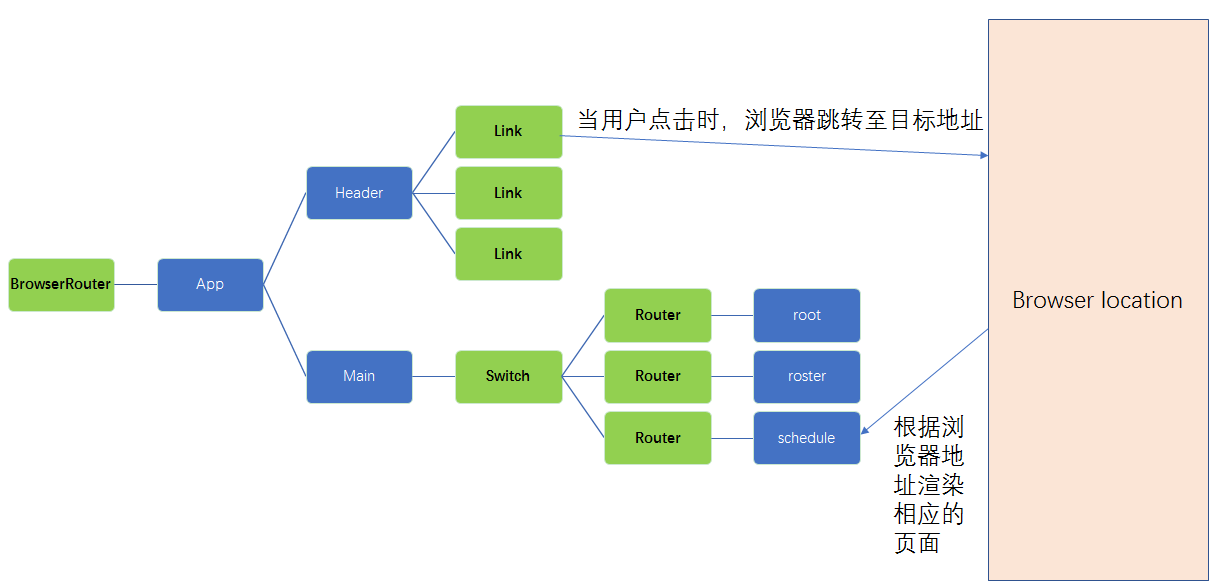 当用户点击时，浏览器跳转至目标地址
Link
Header
Link
Link
BrowserRouter
App
Browser location
Router
root
Main
Switch
Router
roster
Router
schedule
根据浏
览器地
址渲染
相应的
页面